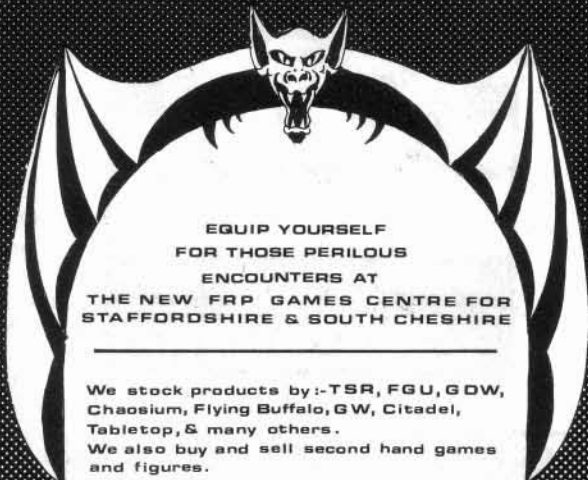 EQUIP YOURSELF
FOR THOSE PERILOUS
ENCOUNTERS AT
THE NEW FRP GAMES CENTRE FOR
STAFFORDSHIRE & SOUTH CHESHIRE
We stock products by:-TSR, FGU, GDW,
Chaosium, Flying Buffalo, GW, Citadel,
Tabletop, & many others.
We also buy and sell second hand games
and figures.